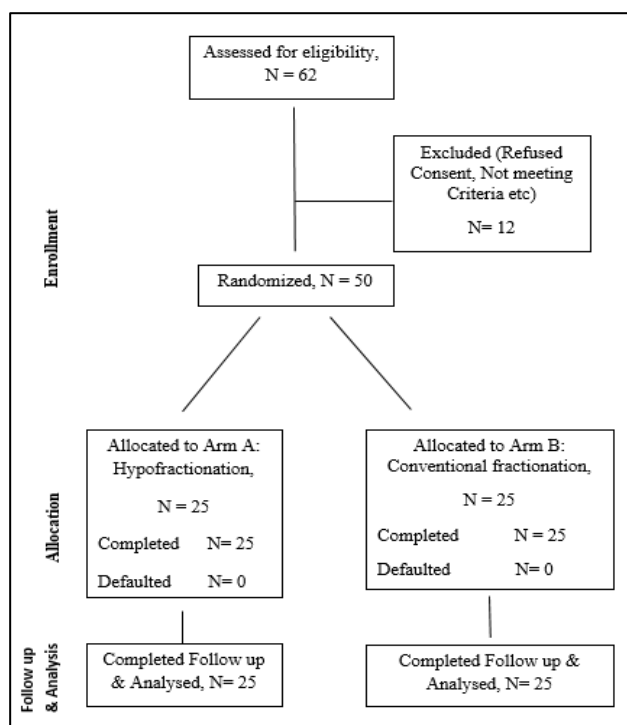 Assessed for eligibility,
N = 62
Excluded (Refused
Consent, Not meeting
Criteria etc)
N= 12
Enrollment
Randomized, N = 50
Allocated to Arm A:
Hypofractionation,
N = 25
Completed N= 25
Defaulted N= 0
Allocated to Arm B:
Conventional fractionation,
N = 25
Completed N = 25
Defaulted N= 0
Allocation
Completed Follow up
& Analysed, N= 25
Completed Follow up &
Analysed, N= 25
Follow up
& Analysis